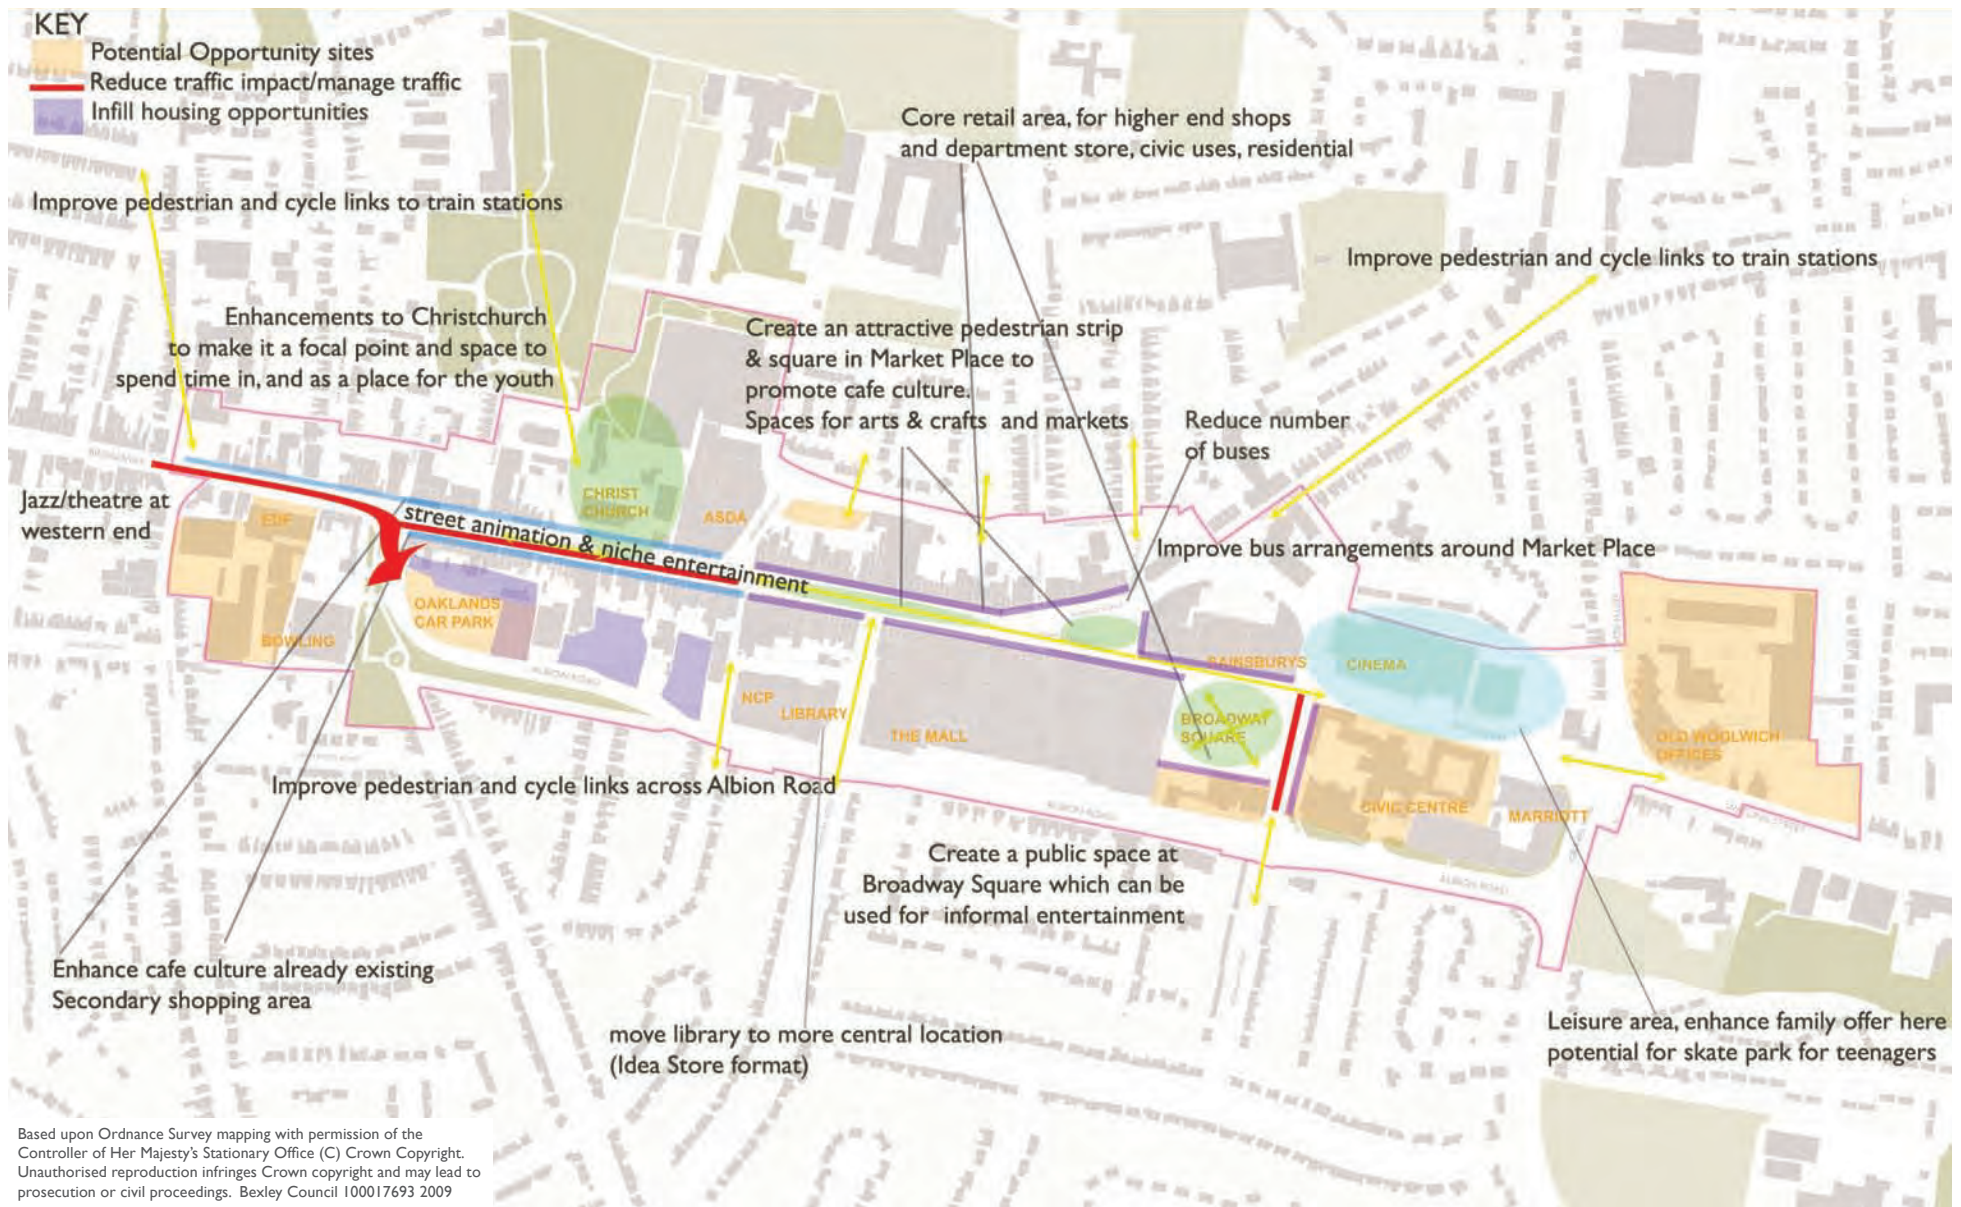 KEY
Potential Opportunity sites
Reduce traffic impact/manage traffic
Infill housing opportunities
Core retail area, for higher end shops
and department store, civic uses, residential
Improve pedestrian and cycle links to train stations
Improve pedestrian and cycle links to train stations
Enhancements to Christchurch
to make it a focal point and space to
spend time in, and as a place for the youth
Create an attractive pedestrian strip
& square in Market Place to
promote cafe culture.
Spaces for arts & crafts and markets
Reduce number
of buses
Jazz/theatre at
western end
CHRIST
CHURCH
ASDA
EDF
street animation & niche entertainment
Improve bus arrangements around Market Place
OAKLANDS
CAR PARK
BOWLING
SAINSBURYS
CINEMA
NCP
LIBRARY
THE MALL
BROADWAY
SQUARE
OLD WOOLWICH
OFFICES
Improve pedestrian and cycle links across Albion Road
CIVIC CENTRE
MARRIOTT
ALBION ROAD
ALBION ROAD
Create a public space at
Broadway Square which can be
used for informal entertainment
Enhance cafe culture already existing
Secondary shopping area
move library to more central location
(Idea Store format)
Leisure area, enhance family offer here
potential for skate park for teenagers
Based upon Ordnance Survey mapping with permission of the
Controller of Her Majesty's Stationary Office (C) Crown Copyright.
Unauthorised reproduction infringes Crown copyright and may lead to
prosecution or civil proceedings. Bexley Council 100017693 2009